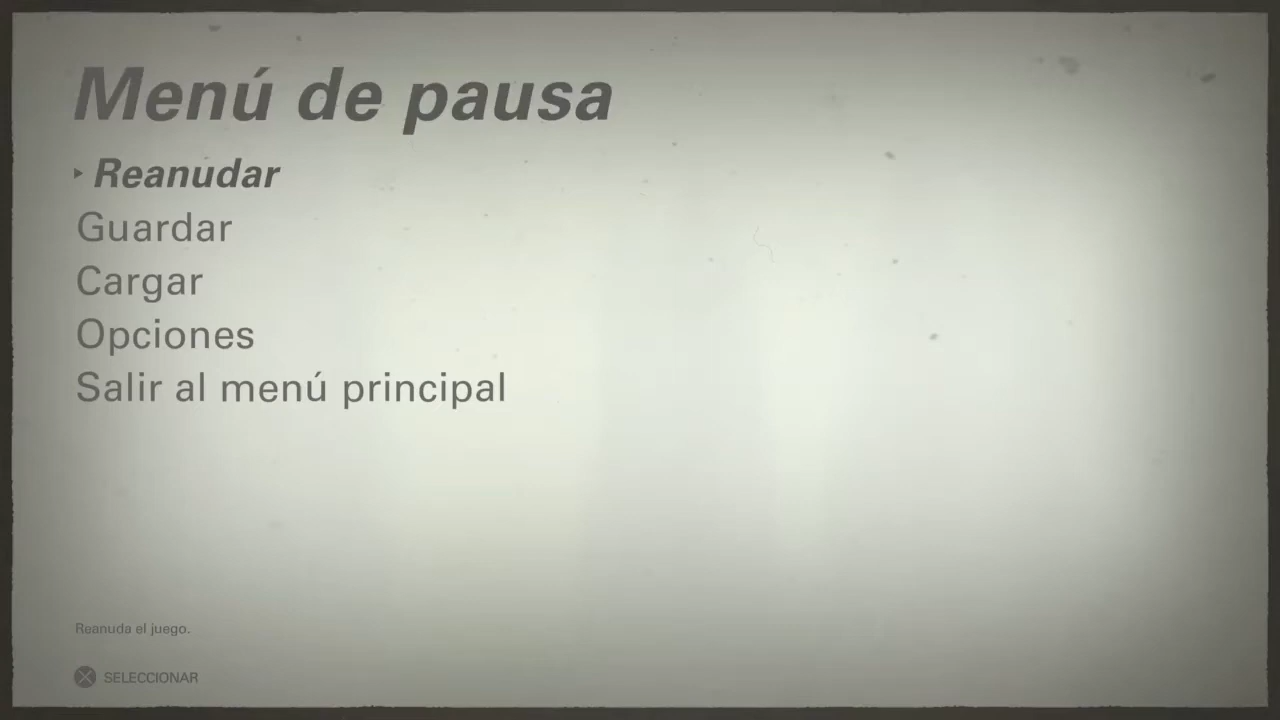 Menú de pausa
Reanudar
Guardar
Cargar
Opciones
Salir al menú principal
Reanuda el juego.
SELECCIONAR